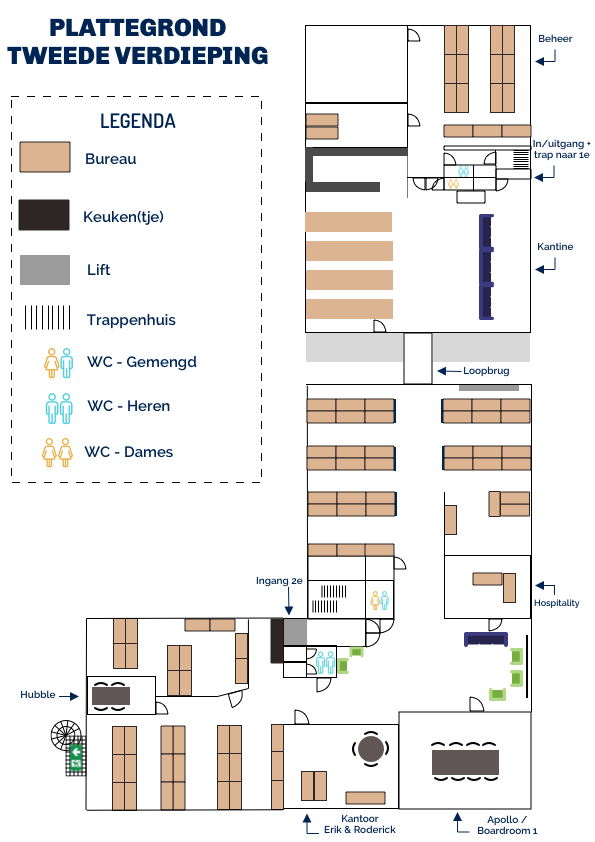 PLATTEGROND
TWEEDE VERDIEPING
LEGENDA
Bureau
Keuken(tje)
Lift
Trappenhuis
WC - Gemengd
WC - Heren
WC - Dames
Beheer
In/uitgang +
trap naar 1e
Kantine
Loopbrug
Ingang 2e
Hospitality
Hubble
Kantoor
Erik & Roderick
Apollo /
Boardroom 1